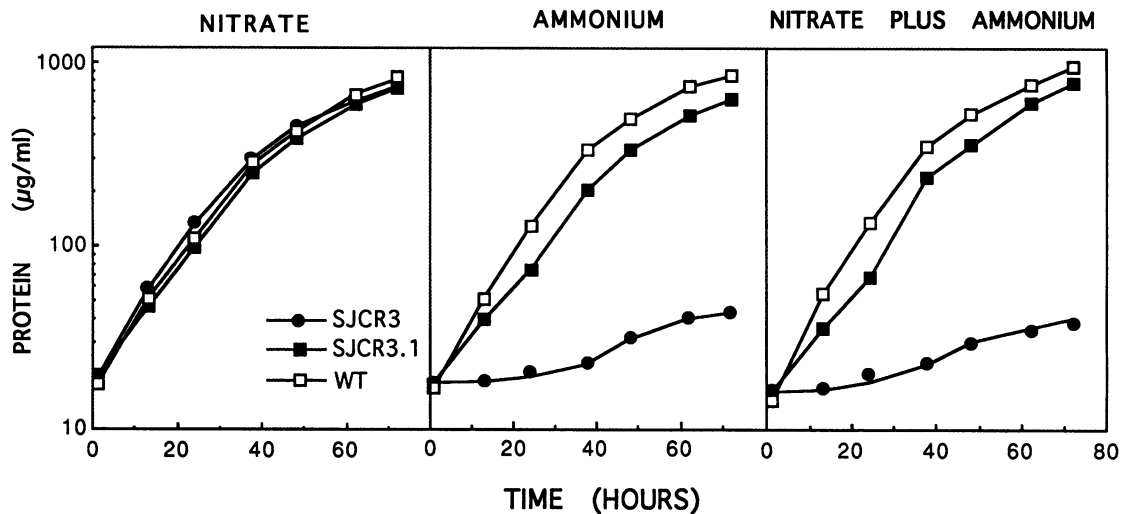 NITRATE
AMMONIUM
NITRATE PLUS AMMONIUM
PROTEIN (µg/ml)
1000
100
10
SJCR3
SJCR3.1
WT
0 20 40 60 0 20 40 60 0 20 40 60 80
TIME (HOURS)